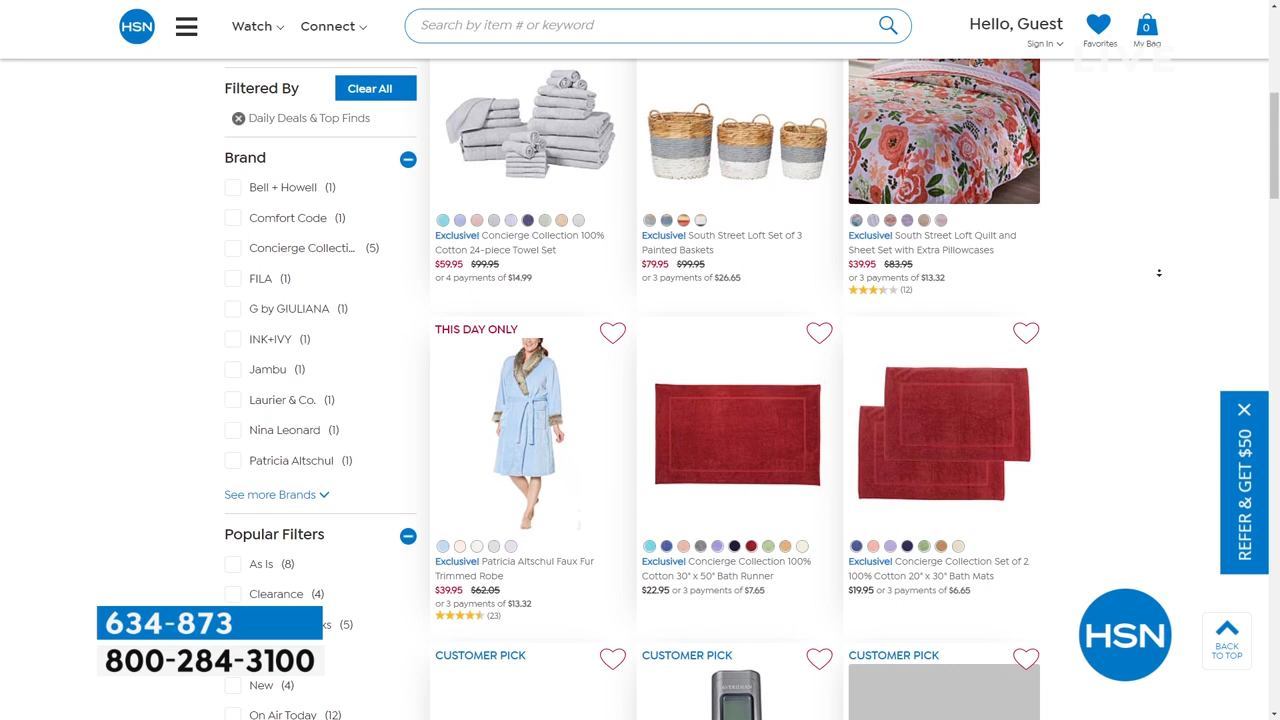 HSN
Watch
Connect
Search by item # or keyword
Hello, Guest
Sign In
Favorites
0
My Bag
LIVE
Filtered By
Clear All
Daily Deals & Top Finds
Brand
Bell + Howell (1)
Comfort Code (1)
Concierge Collecti... (5)
FILA (1)
G by GIULIANA (1)
INK+IVY (1)
Jambu (1)
Laurier & Co. (1)
Nina Leonard (1)
Patricia Altschul (1)
See more Brands
Popular Filters
As Is (8)
Clearance (4)
ks (5)
New (4)
On Air Today (12)
Exclusive! Concierge Collection 100%
Cotton 24-piece Towel Set
$59.95 $99.95
or 4 payments of $14.99
Exclusive! South Street Loft Set of 3
Painted Baskets
$79.95 $99.95
or 3 payments of $26.65
Exclusive! South Street Loft Quilt and
Sheet Set with Extra Pillowcases
$39.95 $83.95
or 3 payments of $13.32
(12)
THIS DAY ONLY
Exclusive! Patricia Altschul Faux Fur
Trimmed Robe
$39.95 $62.05
or 3 payments of $13.32
(23)
Exclusive! Concierge Collection 100%
Cotton 30" x 50" Bath Runner
$22.95 or 3 payments of $7.65
Exclusive! Concierge Collection Set of 2
100% Cotton 20" x 30" Bath Mats
$19.95 or 3 payments of $6.65
CUSTOMER PICK
CUSTOMER PICK
CUSTOMER PICK
REFER & GET $50
634-873
800-284-3100
HSN
BACK
TO TOP